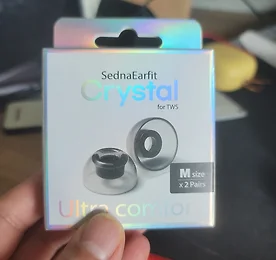 SednaEarfit
Crystal
for TWS
M size
x 2 Pairs
Ultra comfort